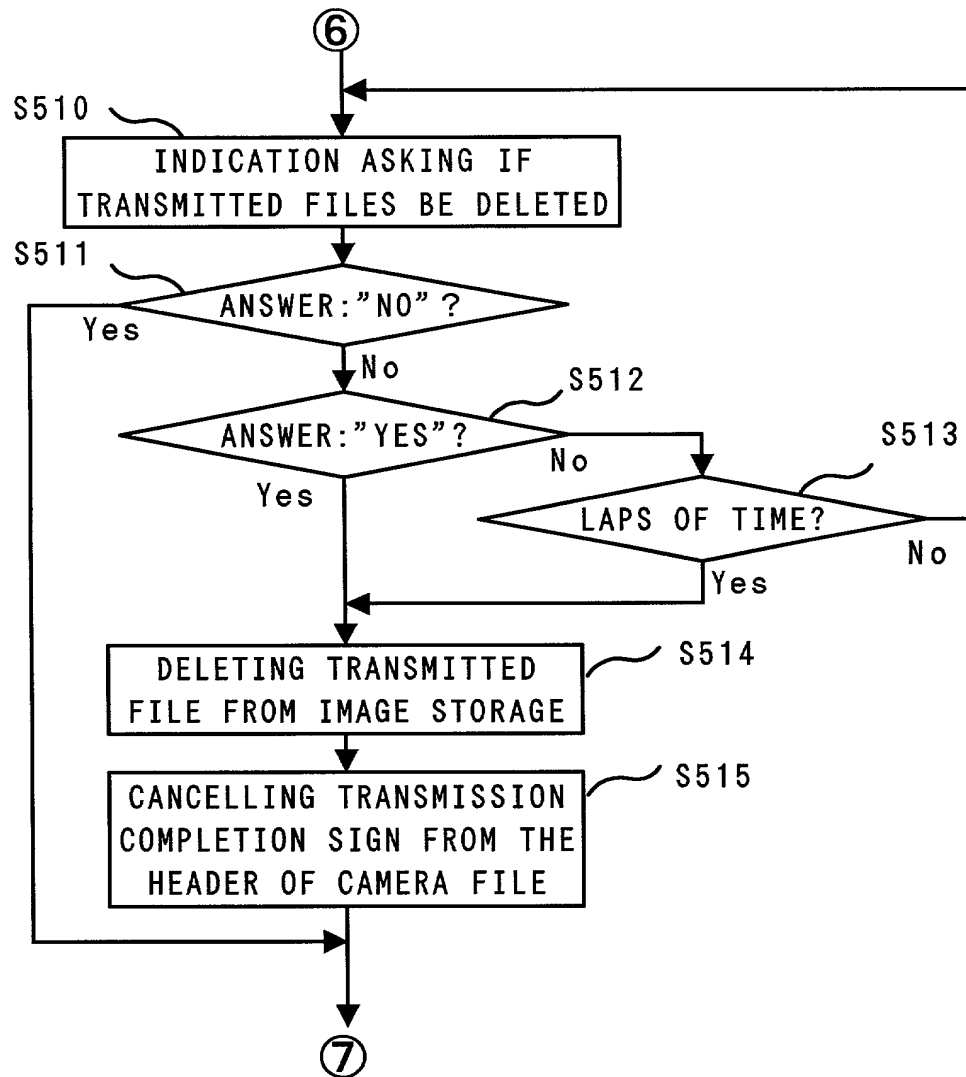 ⑥
S510
INDICATION ASKING IF
TRANSMITTED FILES BE DELETED
S511
ANSWER:"NO"?
Yes
No
S512
ANSWER:"YES"?
No
S513
Yes
LAPS OF TIME?
No
Yes
S514
DELETING TRANSMITTED
FILE FROM IMAGE STORAGE
S515
CANCELLING TRANSMISSION
COMPLETION SIGN FROM THE
HEADER OF CAMERA FILE
⑦